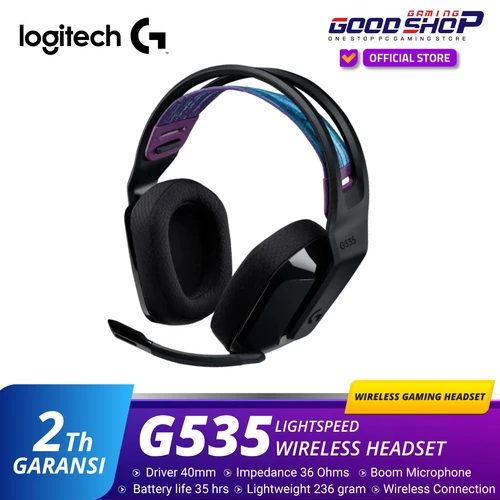 logitech G
GAMING
GOOD SHOP
ONE STOP PC GAMING STORE
OFFICIAL STORE
G535
WIRELESS GAMING HEADSET
2Th
GARANSI
G535 LIGHTSPEED
WIRELESS HEADSET
Driver 40mm Impedance 36 Ohms Boom Microphone
Battery life 35 hrs Lightweight 236 gram Wireless Connection